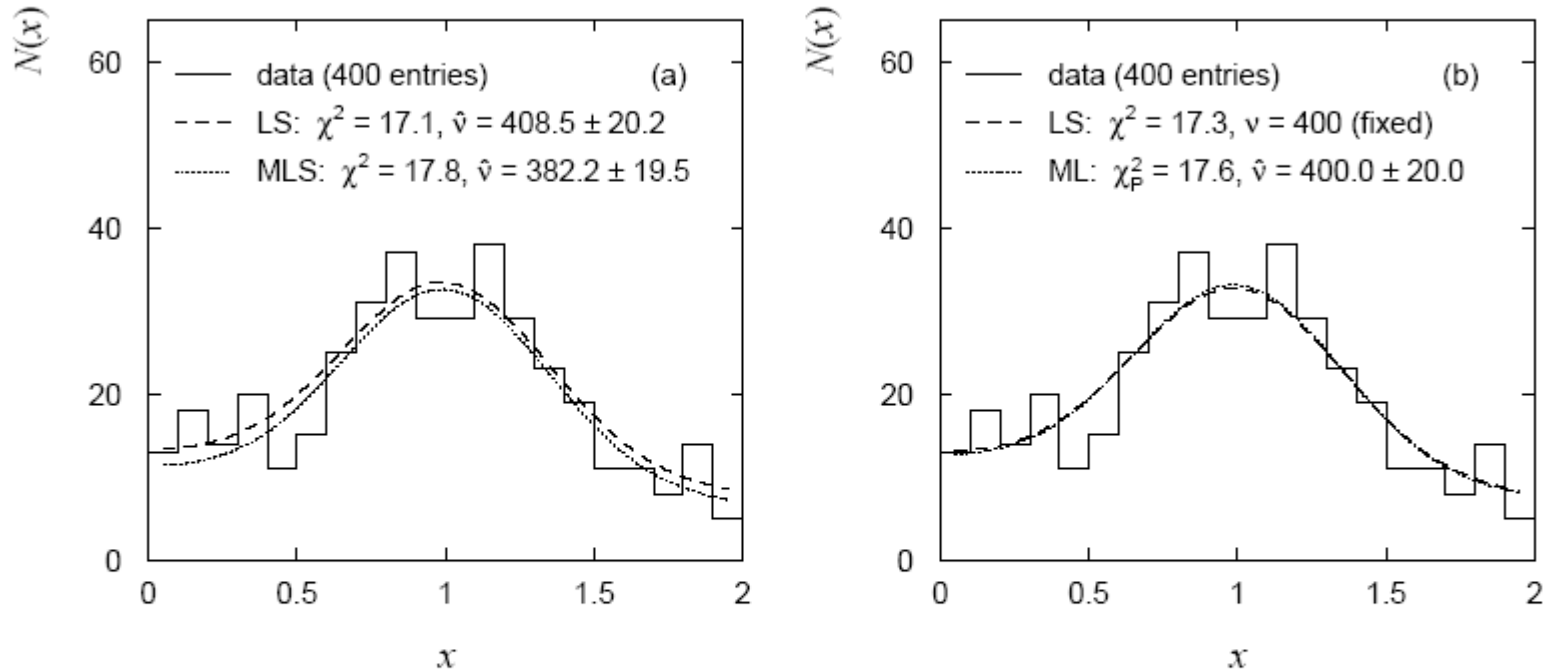 N(x)
60
40
20
0
data (400 entries) (a)
LS: χ² = 17.1, ν̂ = 408.5 ± 20.2
MLS: χ² = 17.8, ν̂ = 382.2 ± 19.5
0 0.5 1 1.5 2
x
N(x)
60
40
20
0
data (400 entries) (b)
LS: χ² = 17.3, ν = 400 (fixed)
ML: χ²_P = 17.6, ν̂ = 400.0 ± 20.0
0 0.5 1 1.5 2
x